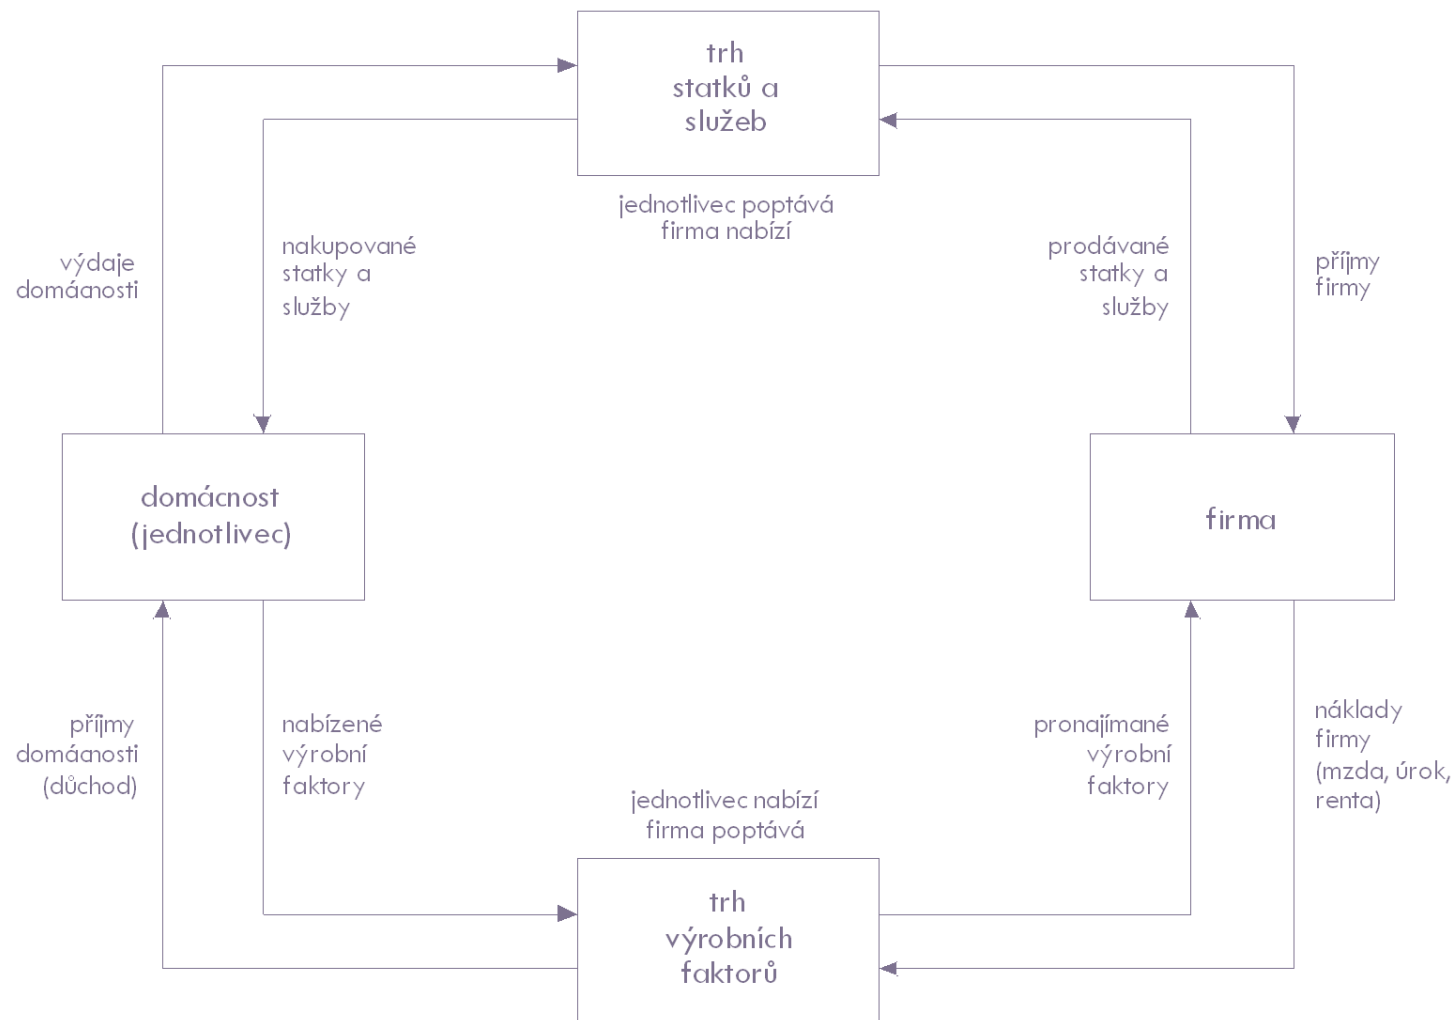 trh
statků a
služeb
jednotlivec poptává
firma nabízí
výdaje
domáanosti
nakupované
statky a
služby
prodávané
statky a
služby
příjmy
firmy
domácnost
(jednotlivec)
firma
příjmy
domáanosti
(důchod)
nabízené
výrobní
faktory
pronajímané
výrobní
faktory
náklady
firmy
(mzda, úrok,
renta)
jednotlivec nabízí
firma poptává
trh
výrobních
faktorů